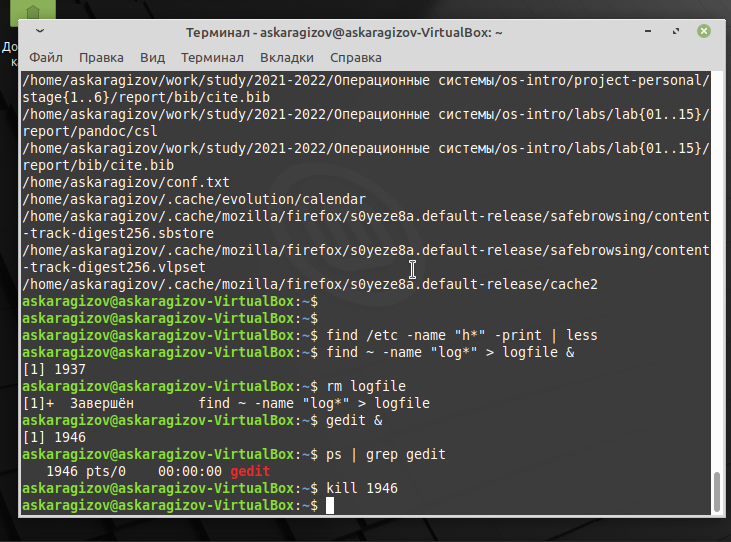 До
к
Терминал - askaragizov@askaragizov-VirtualBox: ~
Файл Правка Вид Терминал Вкладки Справка
/home/askaragizov/work/study/2021-2022/Операционные системы/os-intro/project-personal/
stage{1..6}/report/bib/cite.bib
/home/askaragizov/work/study/2021-2022/Операционные системы/os-intro/labs/lab{01..15}/
report/pandoc/csl
/home/askaragizov/work/study/2021-2022/Операционные системы/os-intro/labs/lab{01..15}/
report/bib/cite.bib
/home/askaragizov/conf.txt
/home/askaragizov/.cache/evolution/calendar
/home/askaragizov/.cache/mozilla/firefox/s0yeze8a.default-release/safebrowsing/content
-track-digest256.sbstore
/home/askaragizov/.cache/mozilla/firefox/s0yeze8a.default-release/safebrowsing/content
-track-digest256.vlpset
/home/askaragizov/.cache/mozilla/firefox/s0yeze8a.default-release/cache2
askaragizov@askaragizov-VirtualBox:~$
askaragizov@askaragizov-VirtualBox:~$
askaragizov@askaragizov-VirtualBox:~$ find /etc -name "h*" -print | less
askaragizov@askaragizov-VirtualBox:~$ find ~ -name "log*" > logfile &
[1] 1937
askaragizov@askaragizov-VirtualBox:~$ rm logfile
[1]+  Завершён        find ~ -name "log*" > logfile
askaragizov@askaragizov-VirtualBox:~$ gedit &
[1] 1946
askaragizov@askaragizov-VirtualBox:~$ ps | grep gedit
   1946 pts/0    00:00:00 gedit
askaragizov@askaragizov-VirtualBox:~$ kill 1946
askaragizov@askaragizov-VirtualBox:~$